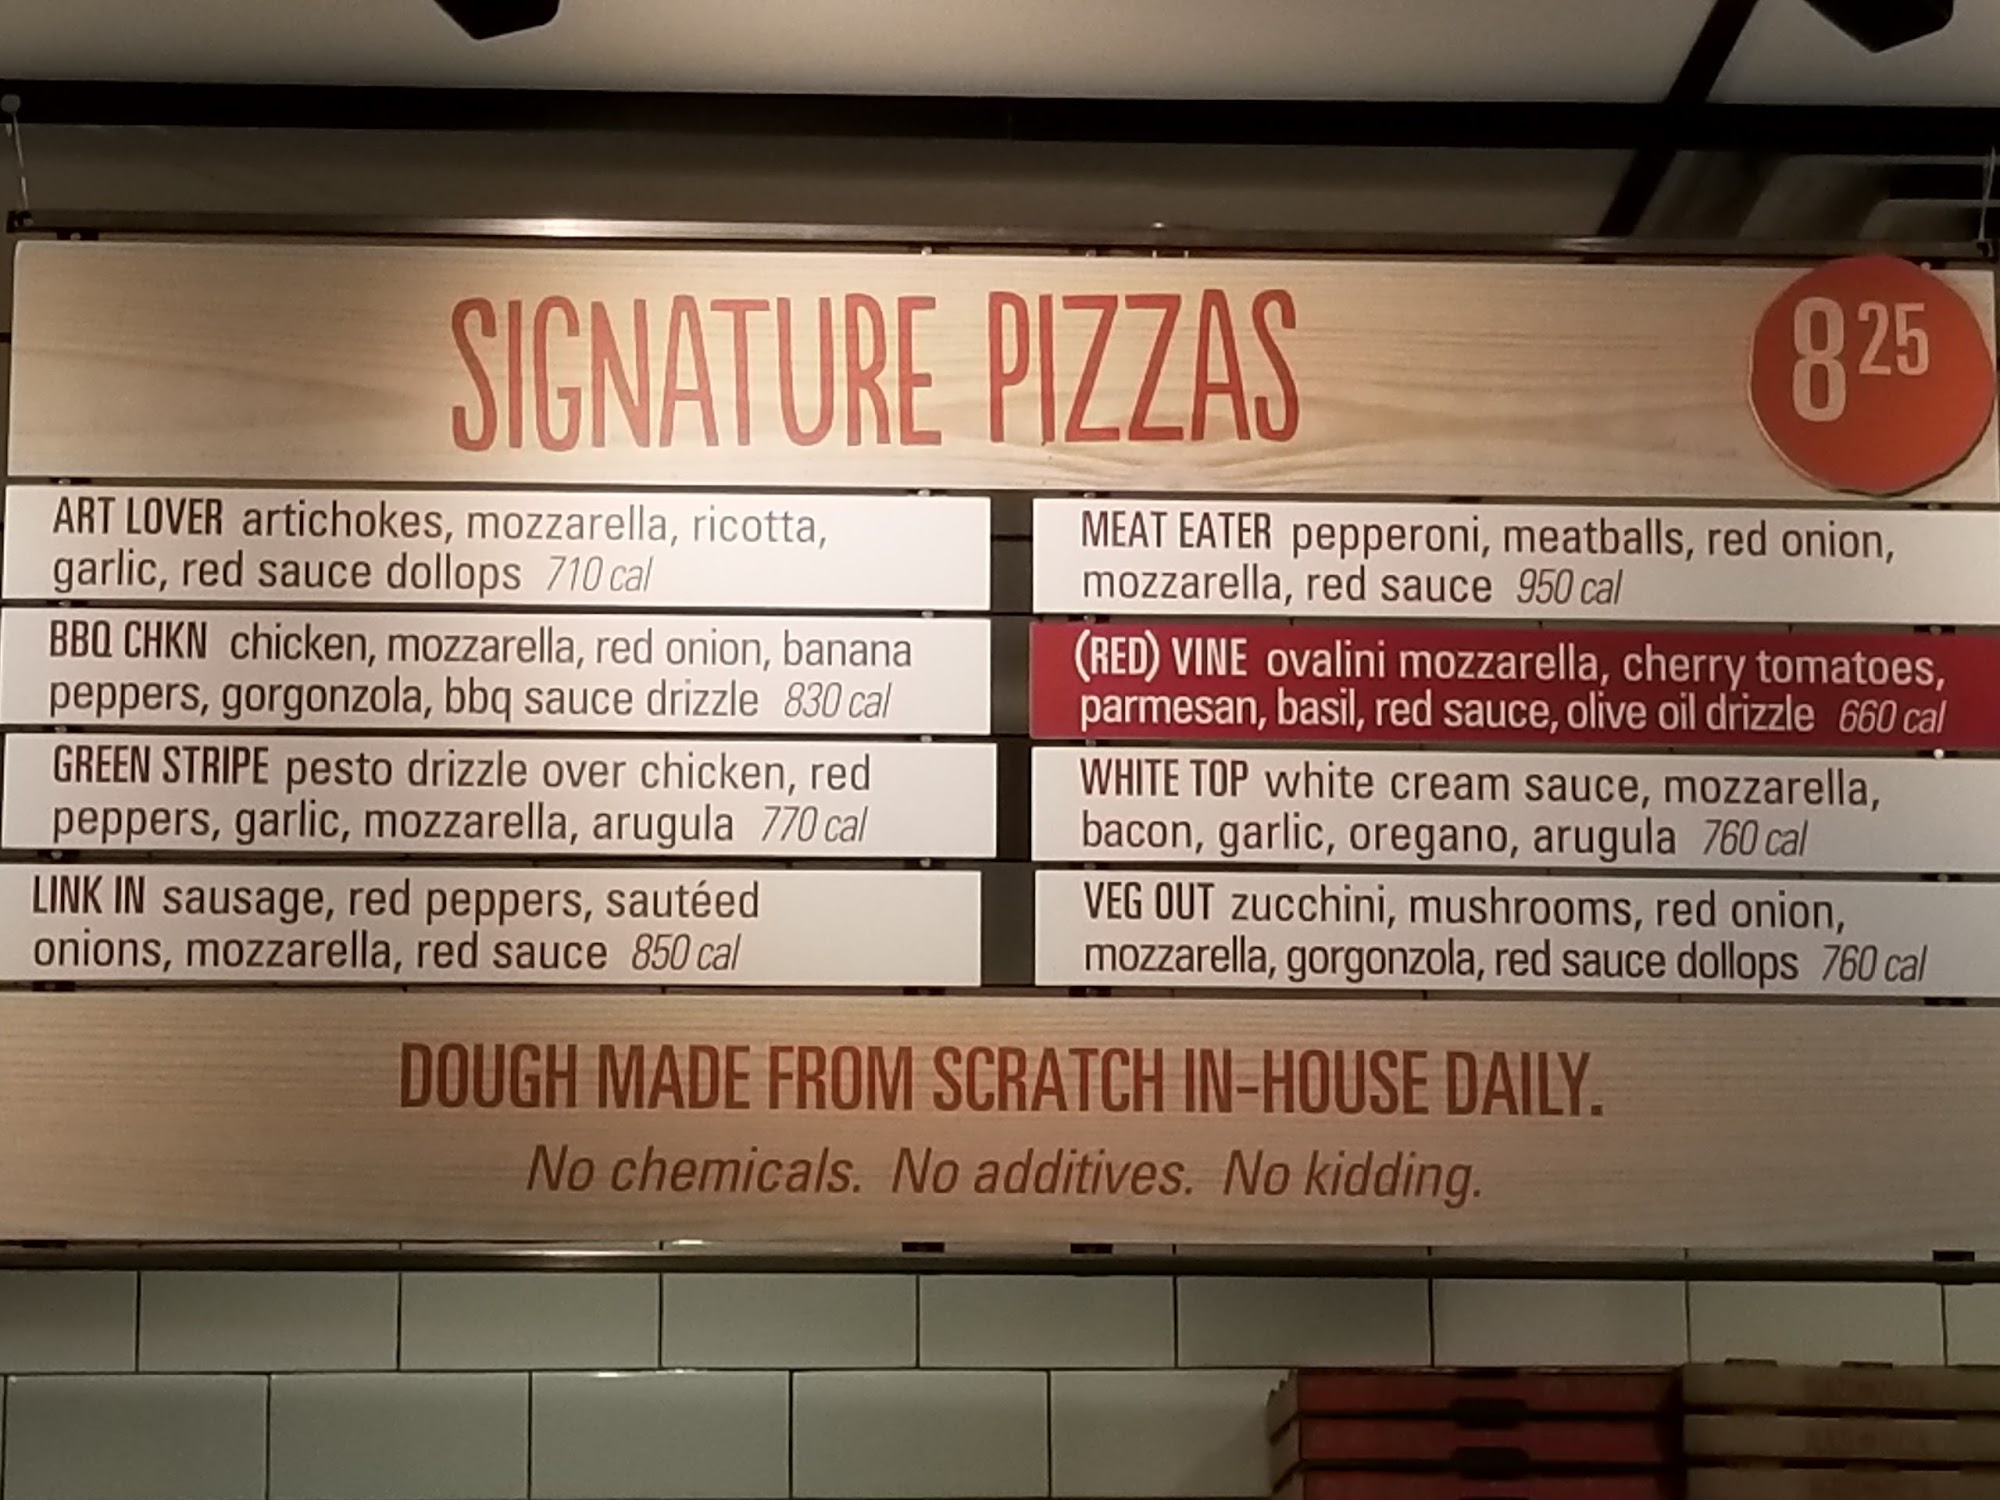 SIGNATURE PIZZAS
8 25
ART LOVER artichokes, mozzarella, ricotta,
garlic, red sauce dollops 710 cal
BBQ CHKN chicken, mozzarella, red onion, banana
peppers, gorgonzola, bbq sauce drizzle 830 cal
GREEN STRIPE pesto drizzle over chicken, red
peppers, garlic, mozzarella, arugula 770 cal
LINK IN sausage, red peppers, sautéed
onions, mozzarella, red sauce 850 cal
MEAT EATER pepperoni, meatballs, red onion,
mozzarella, red sauce 950 cal
(RED) VINE ovalini mozzarella, cherry tomatoes,
parmesan, basil, red sauce, olive oil drizzle 660 cal
WHITE TOP white cream sauce, mozzarella,
bacon, garlic, oregano, arugula 760 cal
VEG OUT zucchini, mushrooms, red onion,
mozzarella, gorgonzola, red sauce dollops 760 cal
DOUGH MADE FROM SCRATCH IN-HOUSE DAILY.
No chemicals. No additives. No kidding.